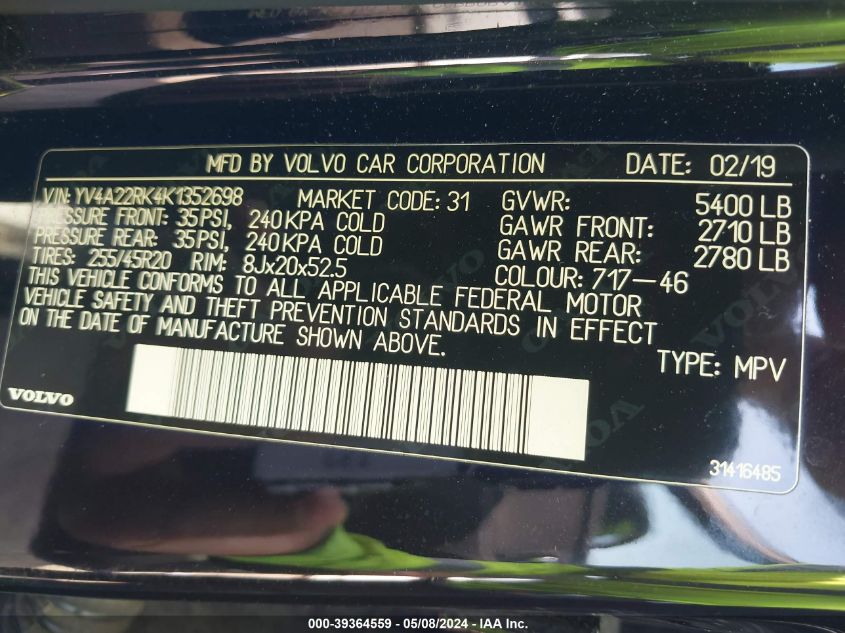 MFD BY VOLVO CAR CORPORATION DATE: 02/19
VIN: YV4A22RK4K1352698 MARKET CODE: 31 GVWR: 5400 LB
PRESSURE FRONT: 35PSI, 240KPA COLD GAWR FRONT: 2710 LB
PRESSURE REAR: 35PSI, 240KPA COLD GAWR REAR: 2780 LB
TIRES: 255/45R20 RIM: 8Jx20x52.5 COLOUR: 717-46
THIS VEHICLE CONFORMS TO ALL APPLICABLE FEDERAL MOTOR
VEHICLE SAFETY AND THEFT PREVENTION STANDARDS IN EFFECT
ON THE DATE OF MANUFACTURE SHOWN ABOVE.
TYPE: MPV
VOLVO
31416485
000-39364559 - 05/08/2024 - IAA Inc.